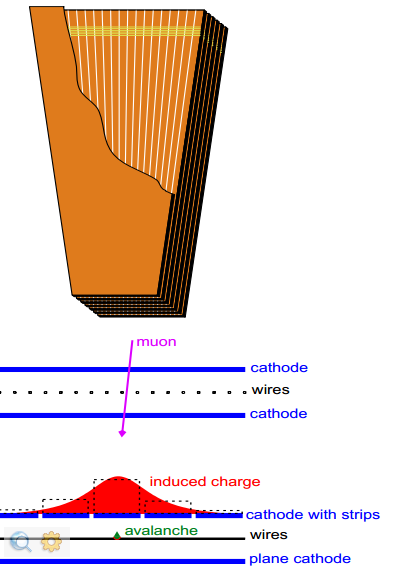 muon
cathode
wires
cathode
induced charge
cathode with strips
avalanche
wires
plane cathode